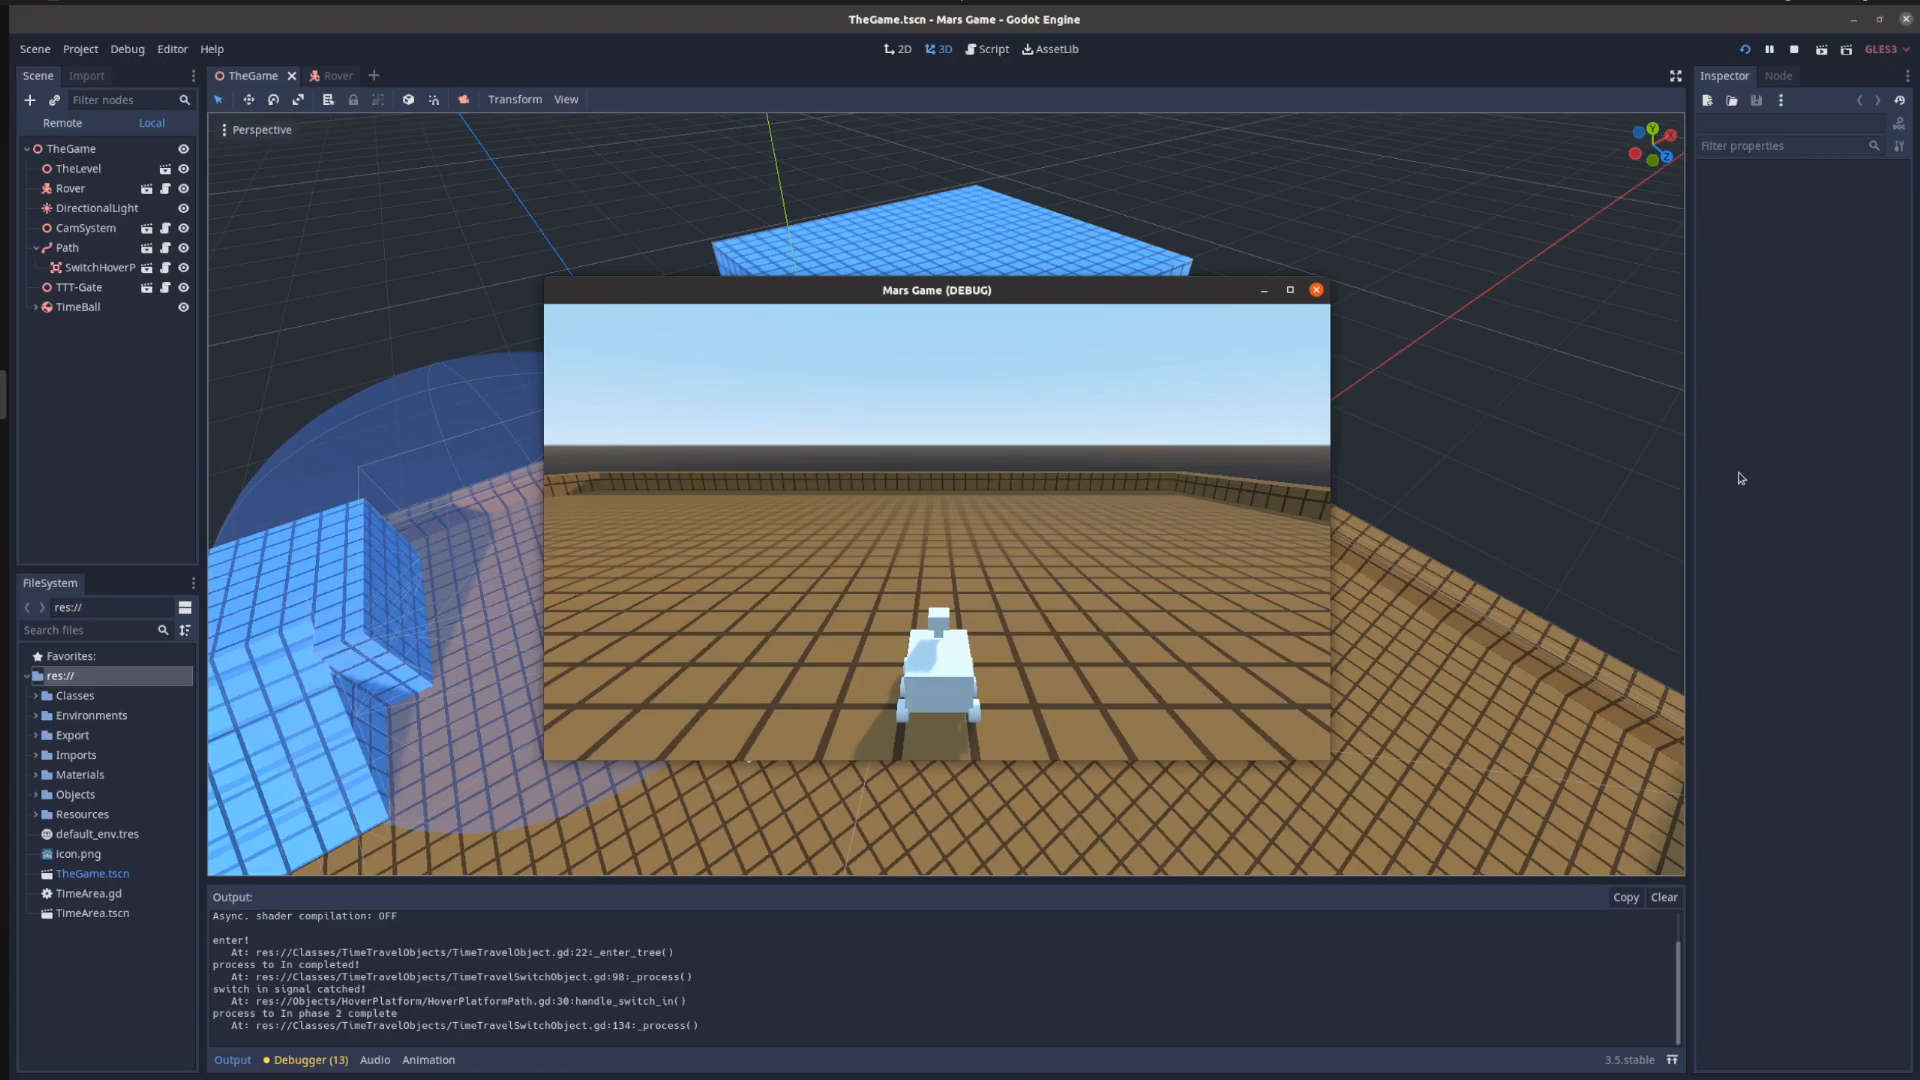 TheGame.tscn - Mars Game - Godot Engine
Scene Project Debug Editor Help
2D 3D Script AssetLib
GLES3
Scene Import
TheGame Rover
Inspector Node
Filter nodes
Transform View
Remote Local
Perspective
Filter properties
TheGame
TheLevel
Rover
DirectionalLight
CamSystem
Path
SwitchHoverP
TTT-Gate
TImeBall
Mars Game (DEBUG)
FileSystem
res://
Search files
Favorites:
res://
Classes
Environments
Export
Imports
Materials
Objects
Resources
default_env.tres
icon.png
TheGame.tscn
TimeArea.gd
TimeArea.tscn
Output:
Copy Clear
Async. shader compilation: OFF
enter!
At: res://Classes/TimeTravelObjects/TimeTravelObject.gd:22:_enter_tree()
process to In completed!
At: res://Classes/TimeTravelObjects/TimeTravelSwitchObject.gd:98:_process()
switch in signal catched!
At: res://Objects/HoverPlatform/HoverPlatformPath.gd:30:handle_switch_in()
process to In phase 2 complete
At: res://Classes/TimeTravelObjects/TimeTravelSwitchObject.gd:134:_process()
Output Debugger (13) Audio Animation
3.5.stable